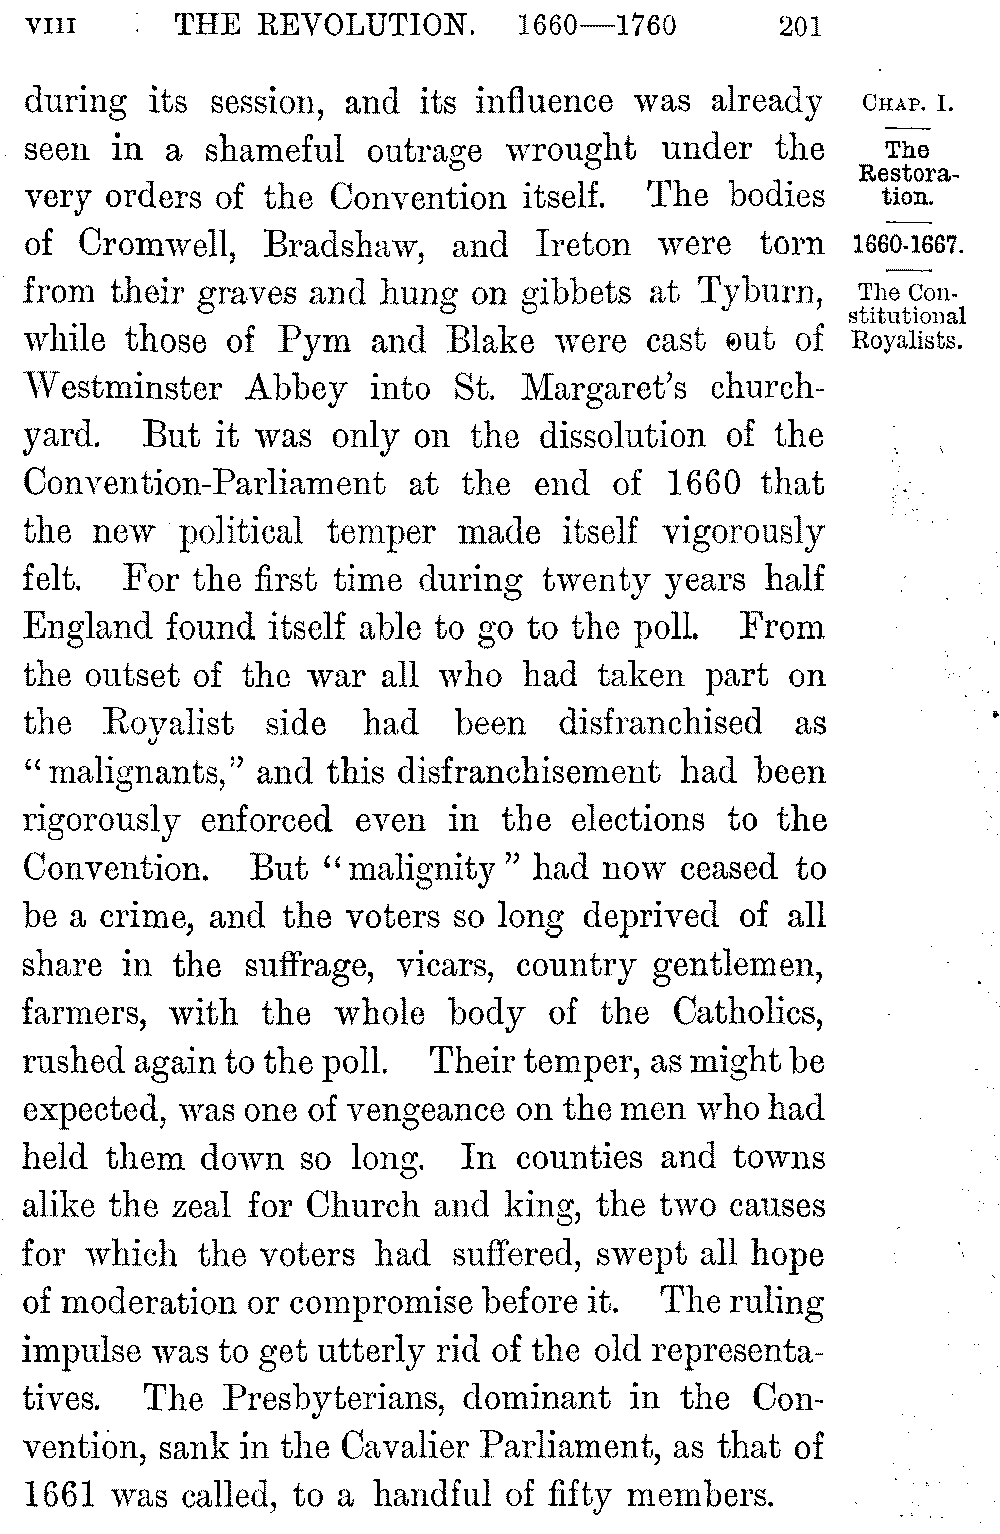 VIII THE REVOLUTION. 1660—1760 201
during its session, and its influence was already
seen in a shameful outrage wrought under the
very orders of the Convention itself. The bodies
of Cromwell, Bradshaw, and Ireton were torn
from their graves and hung on gibbets at Tyburn,
while those of Pym and Blake were cast out of
Westminster Abbey into St. Margaret's church-
yard. But it was only on the dissolution of the
Convention-Parliament at the end of 1660 that
the new political temper made itself vigorously
felt. For the first time during twenty years half
England found itself able to go to the poll. From
the outset of the war all who had taken part on
the Royalist side had been disfranchised as
"malignants," and this disfranchisement had been
rigorously enforced even in the elections to the
Convention. But "malignity" had now ceased to
be a crime, and the voters so long deprived of all
share in the suffrage, vicars, country gentlemen,
farmers, with the whole body of the Catholics,
rushed again to the poll. Their temper, as might be
expected, was one of vengeance on the men who had
held them down so long. In counties and towns
alike the zeal for Church and king, the two causes
for which the voters had suffered, swept all hope
of moderation or compromise before it. The ruling
impulse was to get utterly rid of the old representa-
tives. The Presbyterians, dominant in the Con-
vention, sank in the Cavalier Parliament, as that of
1661 was called, to a handful of fifty members.
CHAP. I.
The
Restora-
tion.
1660-1667.
The Con-
stitutional
Royalists.